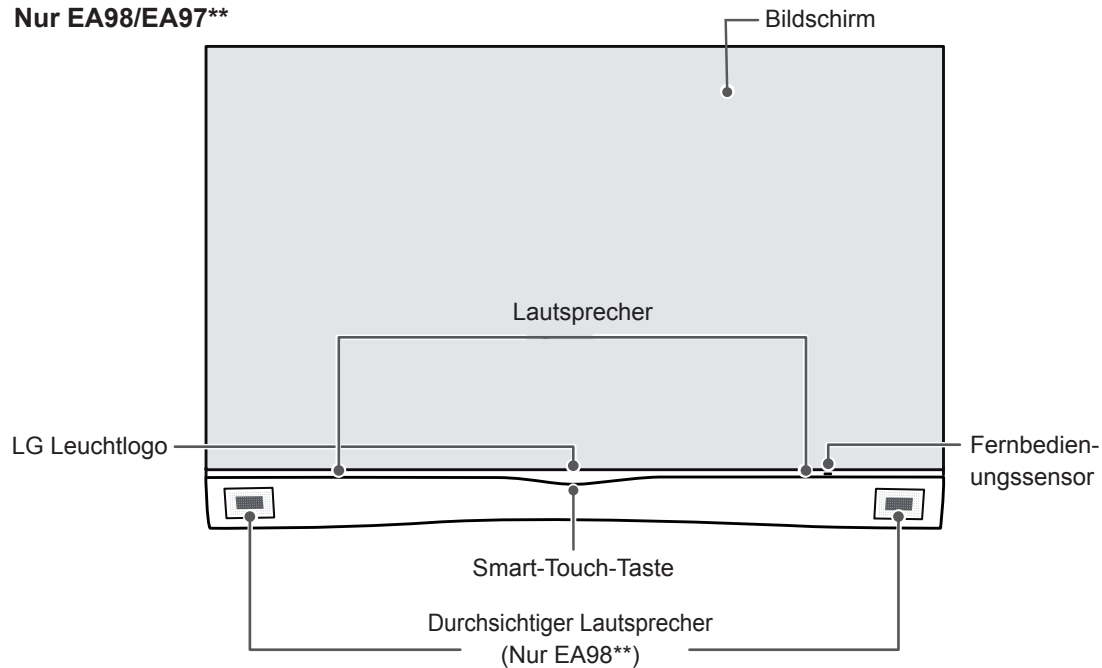 Nur EA98/EA97**
Bildschirm
Lautsprecher
LG Leuchtlogo
Fernbedien-
ungssensor
Smart-Touch-Taste
Durchsichtiger Lautsprecher
(Nur EA98**)